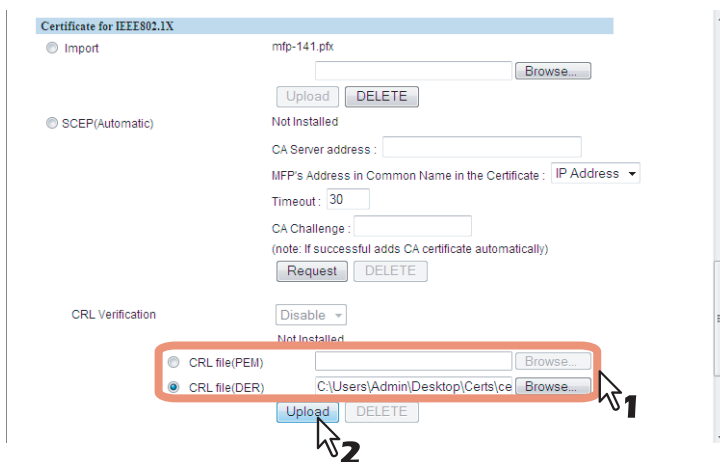 Certificate for IEEE802.1X
Import mfp-141.pfx
Browse...
Upload DELETE
SCEP(Automatic) Not Installed
CA Server address :
MFP's Address in Common Name in the Certificate : IP Address
Timeout : 30
CA Challenge :
(note: If successful adds CA certificate automatically)
Request DELETE
CRL Verification Disable
Not Installed
CRL file(PEM) Browse...
CRL file(DER) C:\Users\Admin\Desktop\Certs\ce Browse...
1
Upload DELETE
2